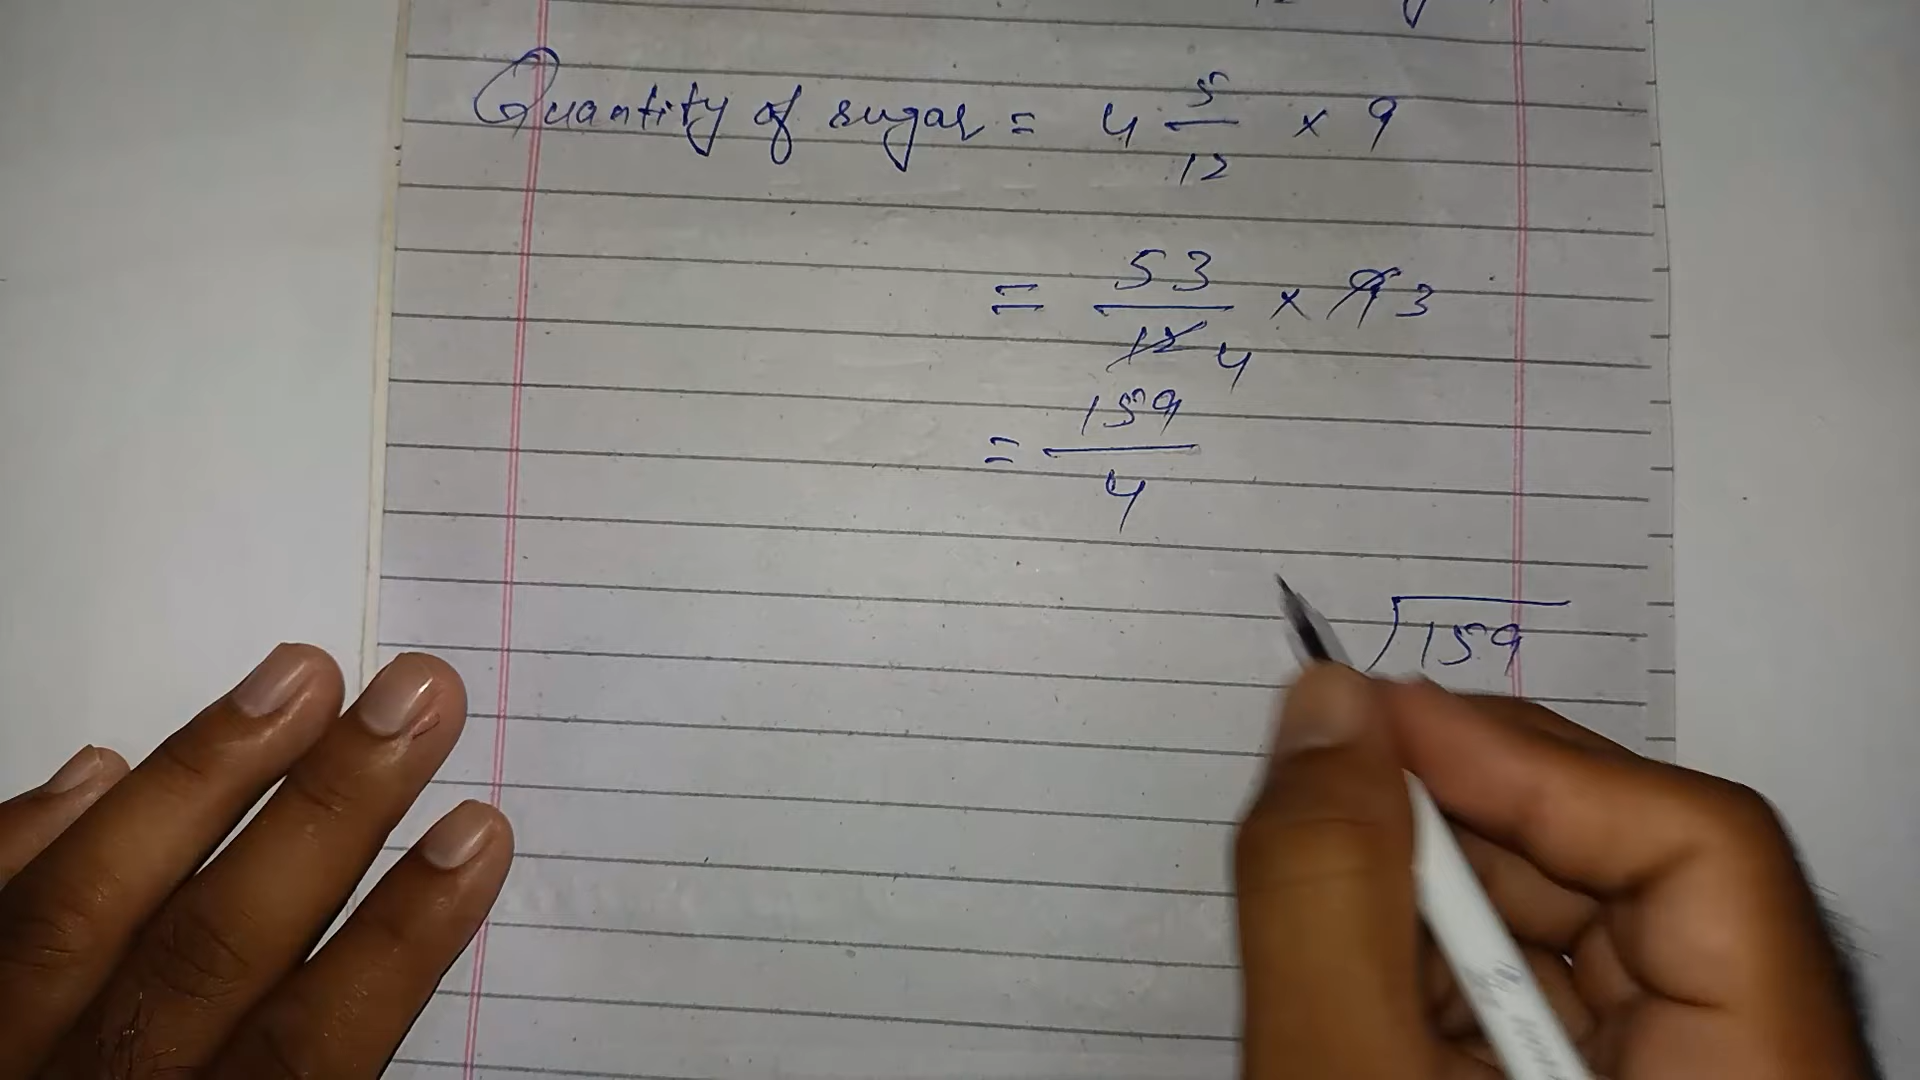 Quantity of sugar = 4 5/12 × 9
= 53/12 4 × 9 3
= 159/4
159